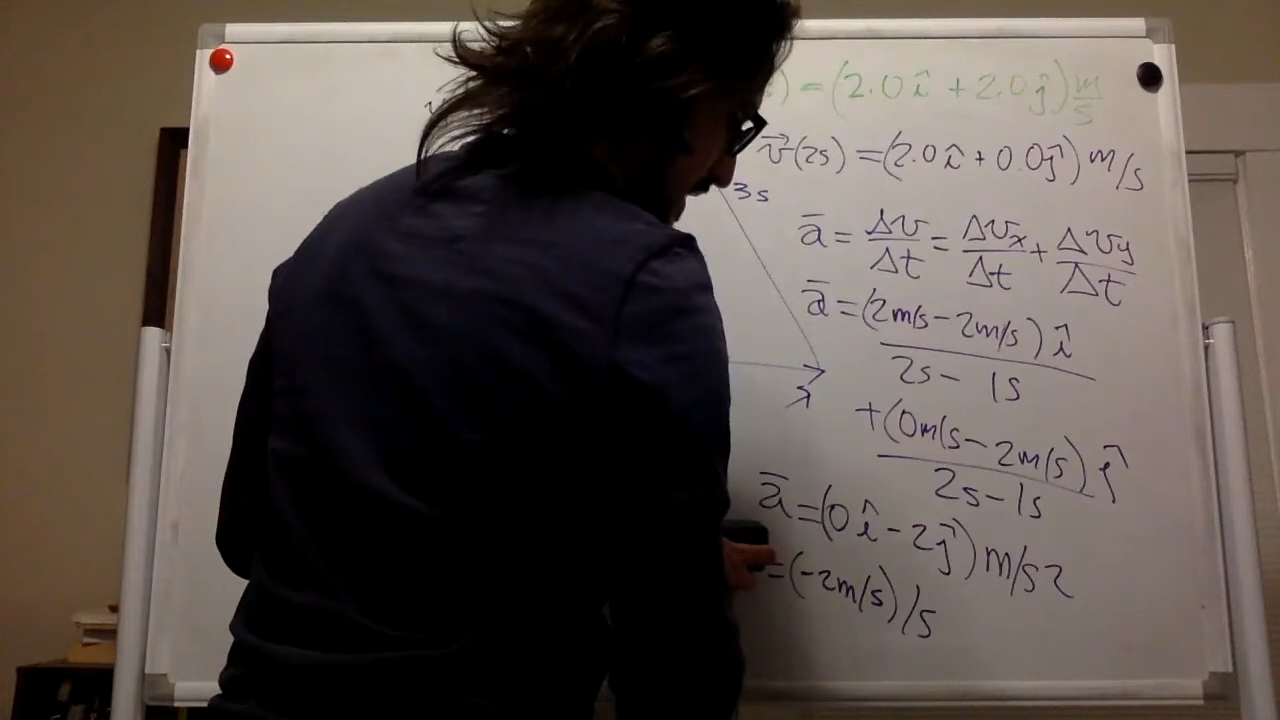 ) = (2.0î + 2.0ĵ) m/s
v⃗(2s) = (2.0î + 0.0ĵ) m/s
3s
ā = Δv/Δt = Δvx/Δt + Δvy/Δt
ā = (2m/s - 2m/s) î
2s - 1s
x
+ (0m/s - 2m/s) ĵ
2s - 1s
ā = (0î - 2ĵ) m/s2
= (-2m/s)/s